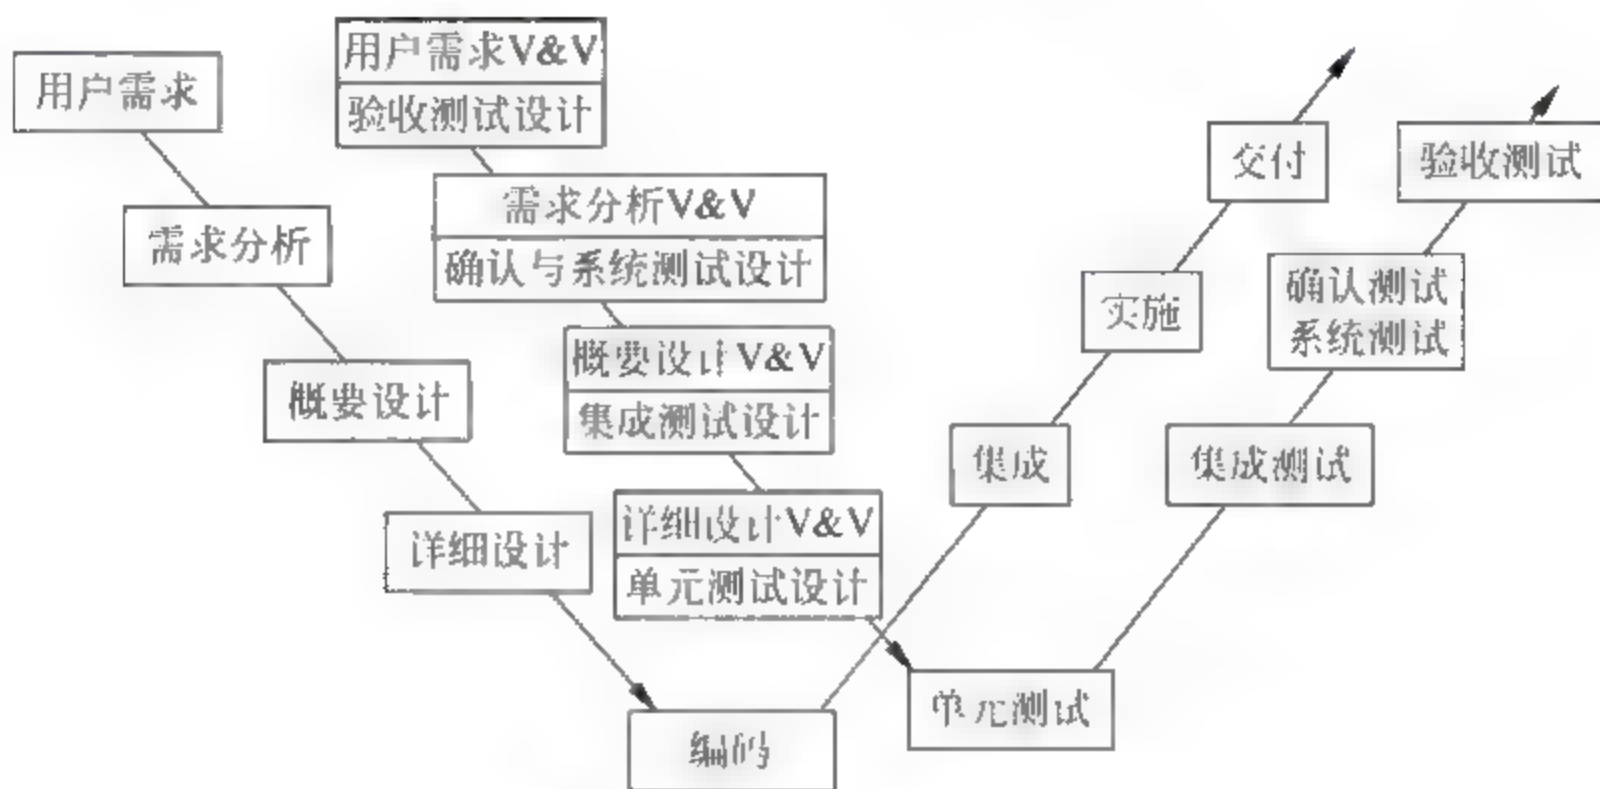 用户需求
用户需求V&V
验收测试设计
需求分析
需求分析V&V
确认与系统测试设计
概要设计
概要设计V&V
集成测试设计
详细设计
详细设计V&V
单元测试设计
编码
单元测试
集成
集成测试
实施
确认测试
系统测试
交付
验收测试